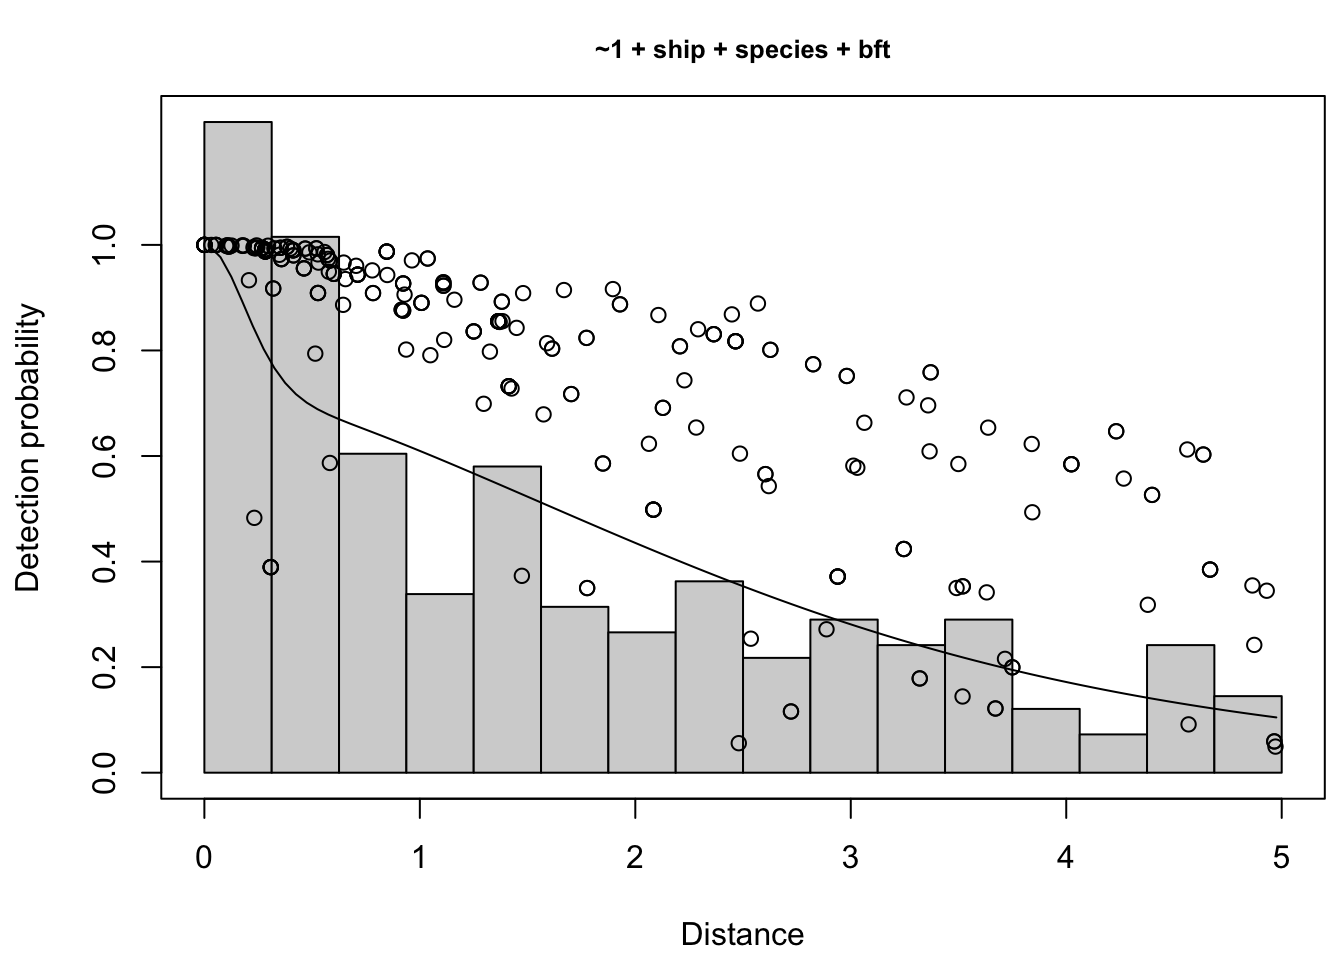 ~1 + ship + species + bft
Detection probability
1.0
0.8
0.6
0.4
0.2
0.0
0 1 2 3 4 5
Distance